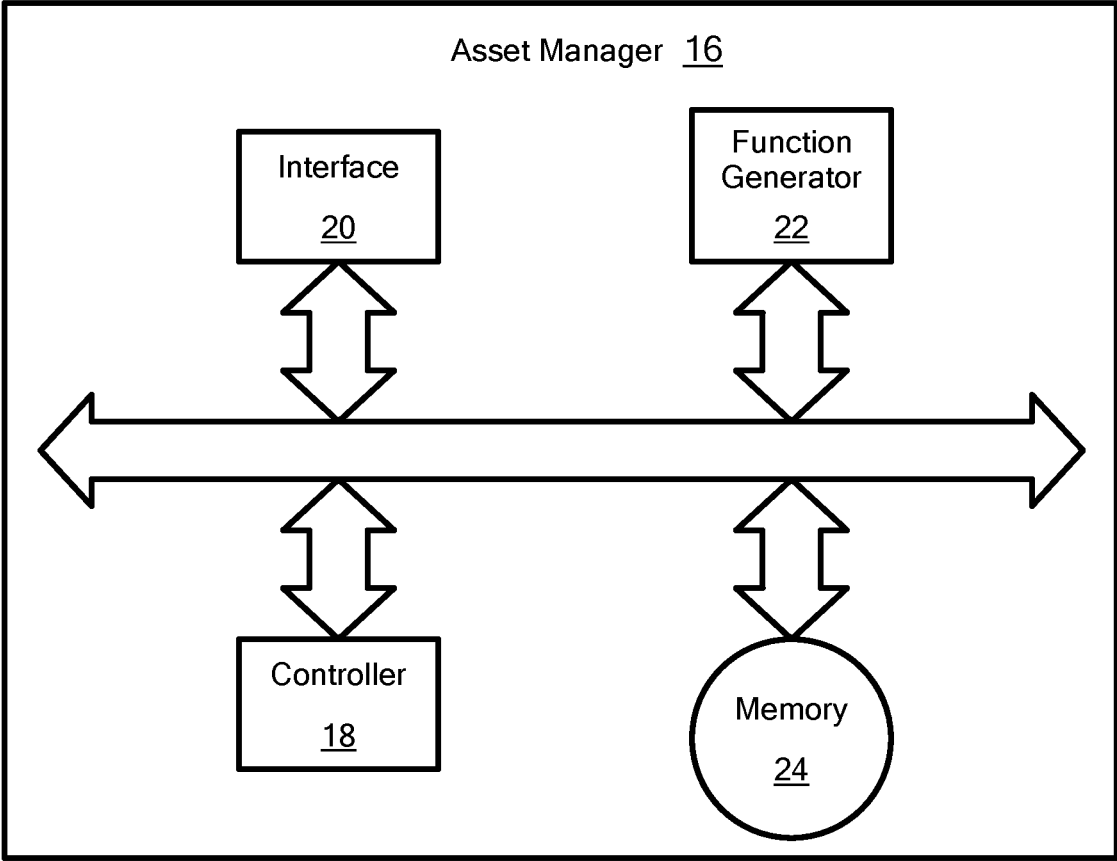 Asset Manager 16
Interface
20
Function
Generator
22
Controller
18
Memory
24